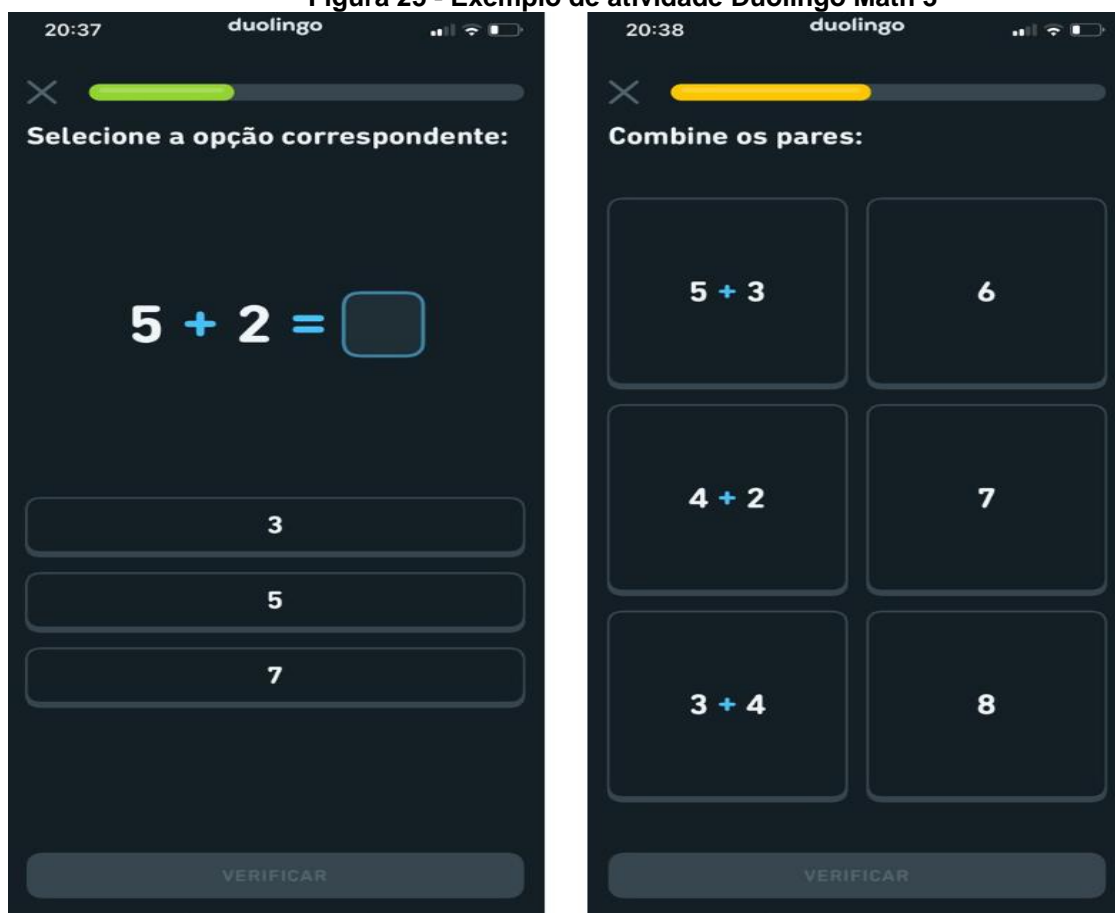 Figura 25 - Exemplo de atividade Duolingo Math 3
20:37 duolingo
Selecione a opção correspondente:
5 + 2 =
3
5
7
VERIFICAR
20:38 duolingo
Combine os pares:
5 + 3 6
4 + 2 7
3 + 4 8
VERIFICAR